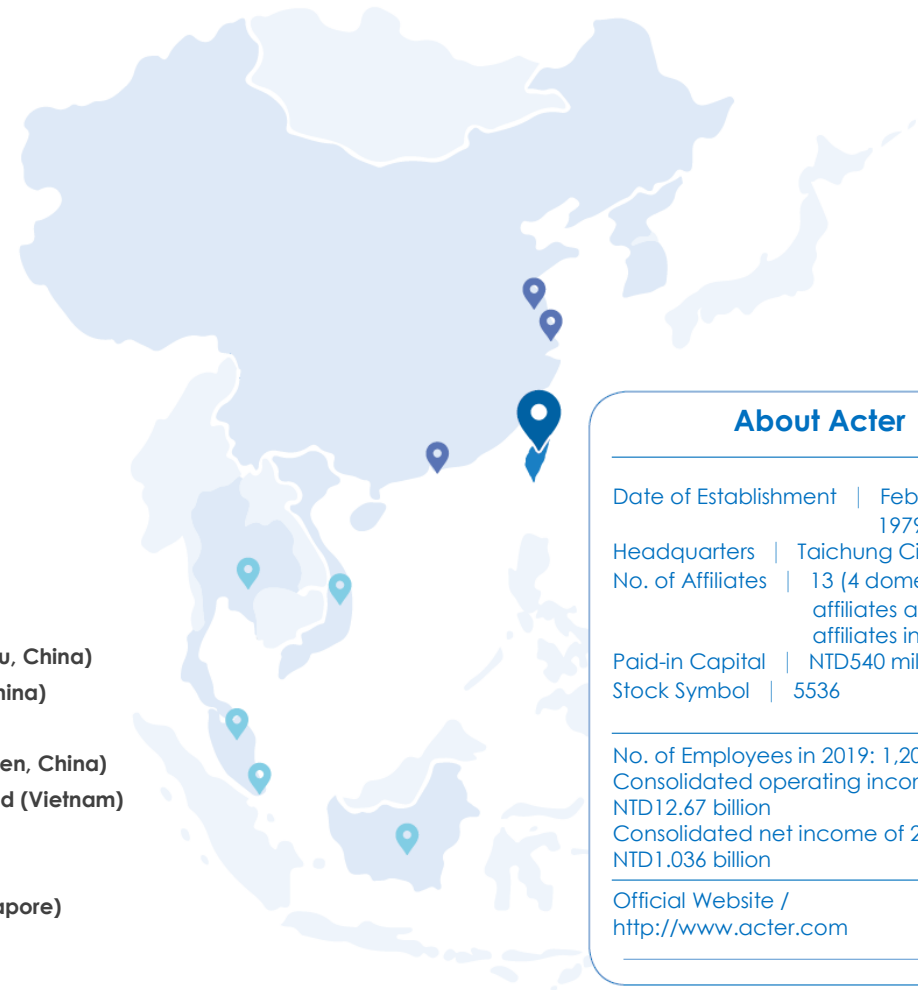 u, China)
hina)
en, China)
d (Vietnam)
apore)
About Acter
Date of Establishment | Feb
1979
Headquarters | Taichung Ci
No. of Affiliates | 13 (4 dome
affiliates a
affiliates in
Paid-in Capital | NTD540 mil
Stock Symbol | 5536
No. of Employees in 2019: 1,20
Consolidated operating incor
NTD12.67 billion
Consolidated net income of 2
NTD1.036 billion
Official Website /
http://www.acter.com